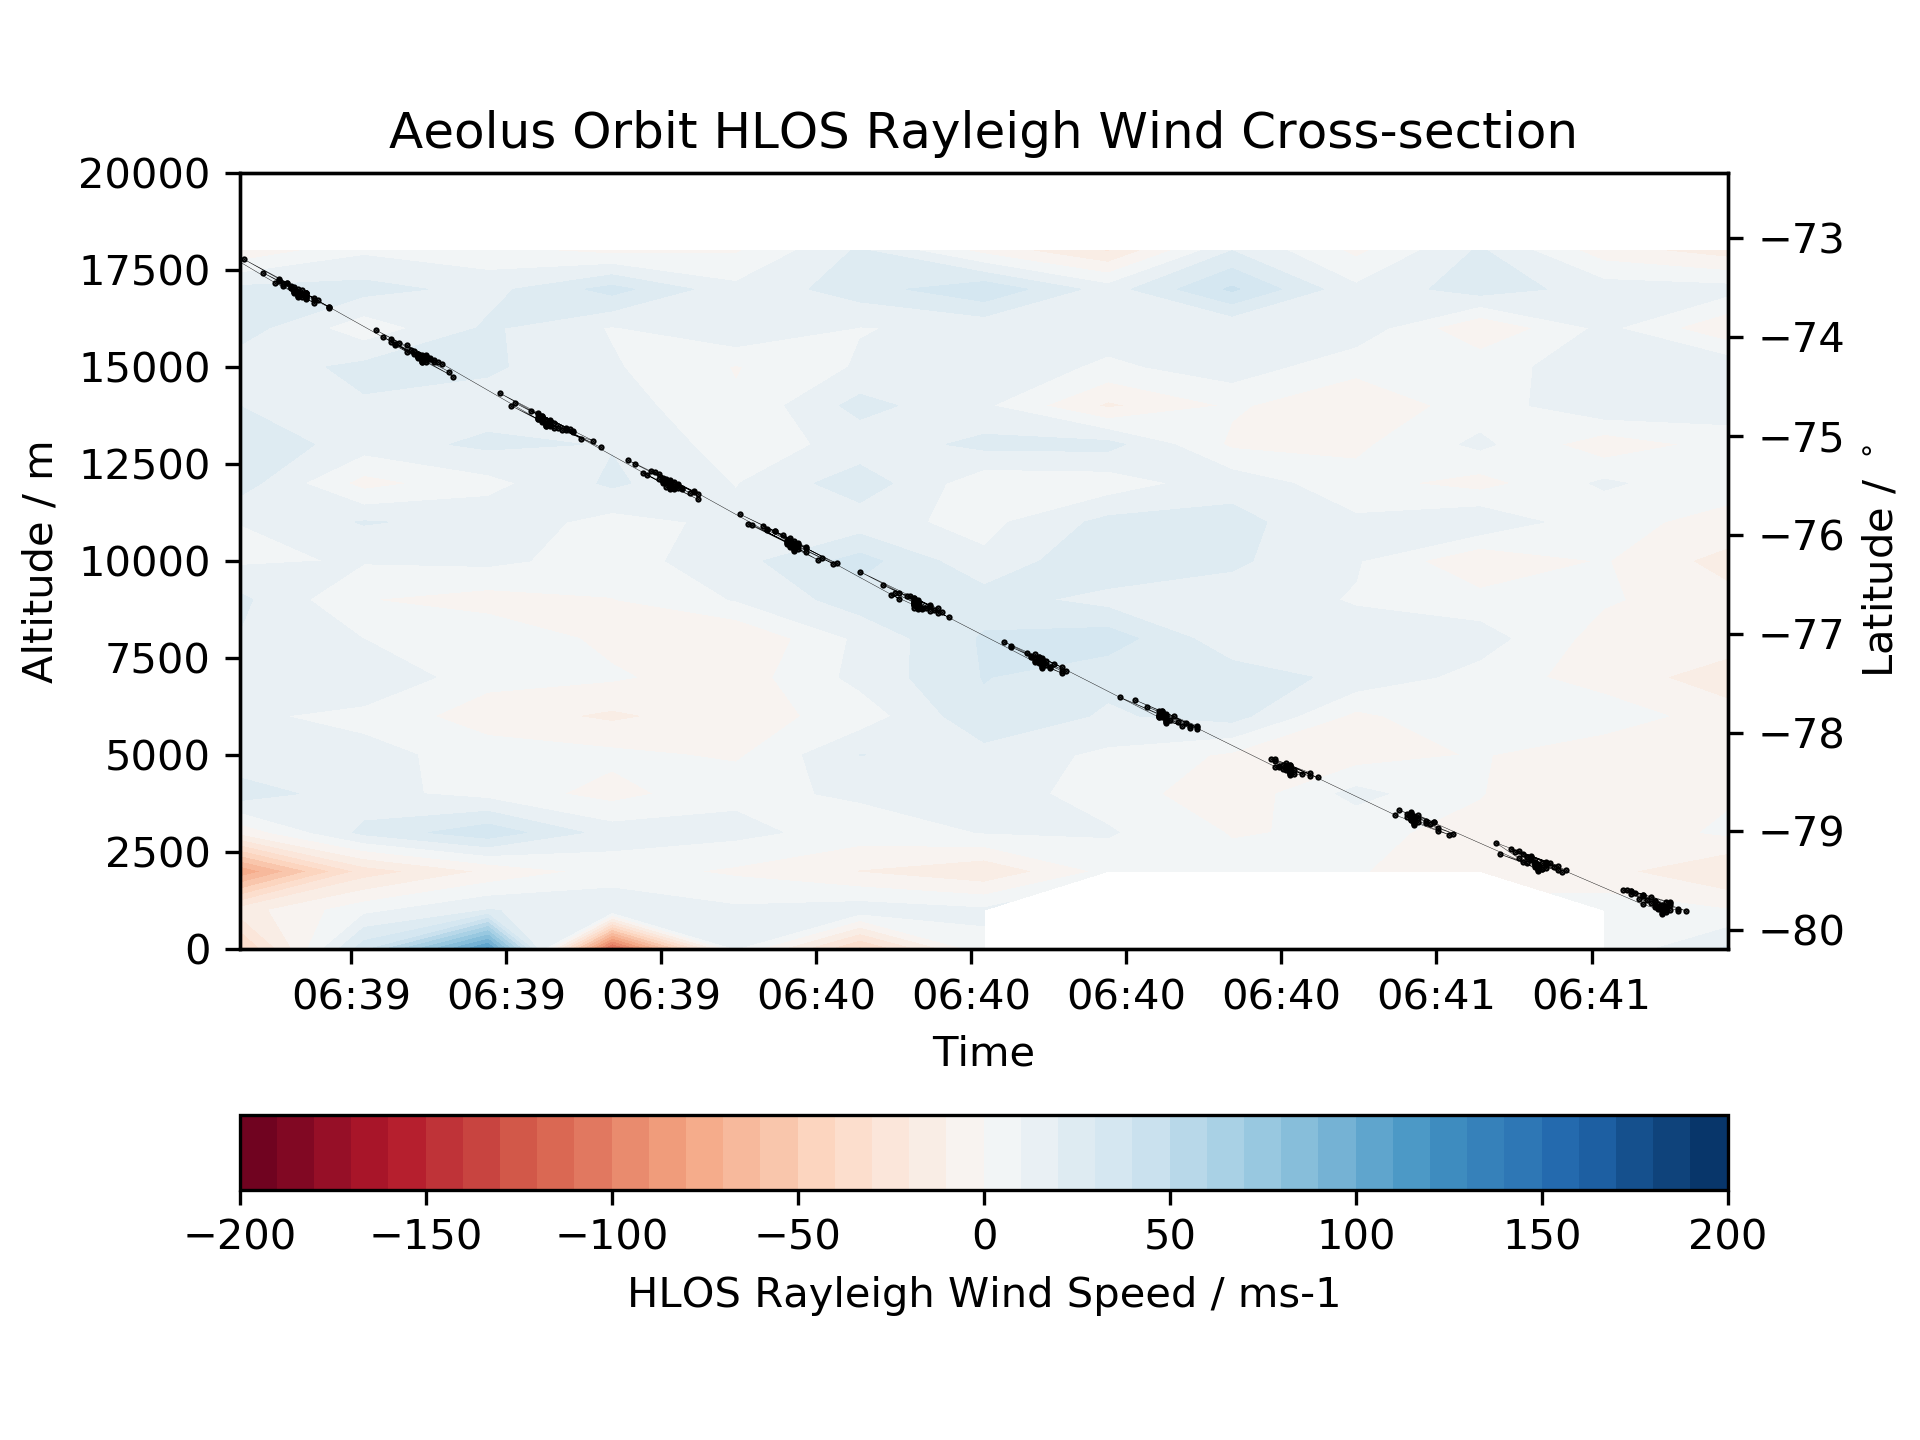 Aeolus Orbit HLOS Rayleigh Wind Cross-section
20000
17500
15000
12500
10000
7500
5000
2500
0
Altitude / m
−73
−74
−75
−76
−77
−78
−79
−80
Latitude / °
06:39 06:39 06:39 06:40 06:40 06:40 06:40 06:41 06:41
Time
−200 −150 −100 −50 0 50 100 150 200
HLOS Rayleigh Wind Speed / ms-1